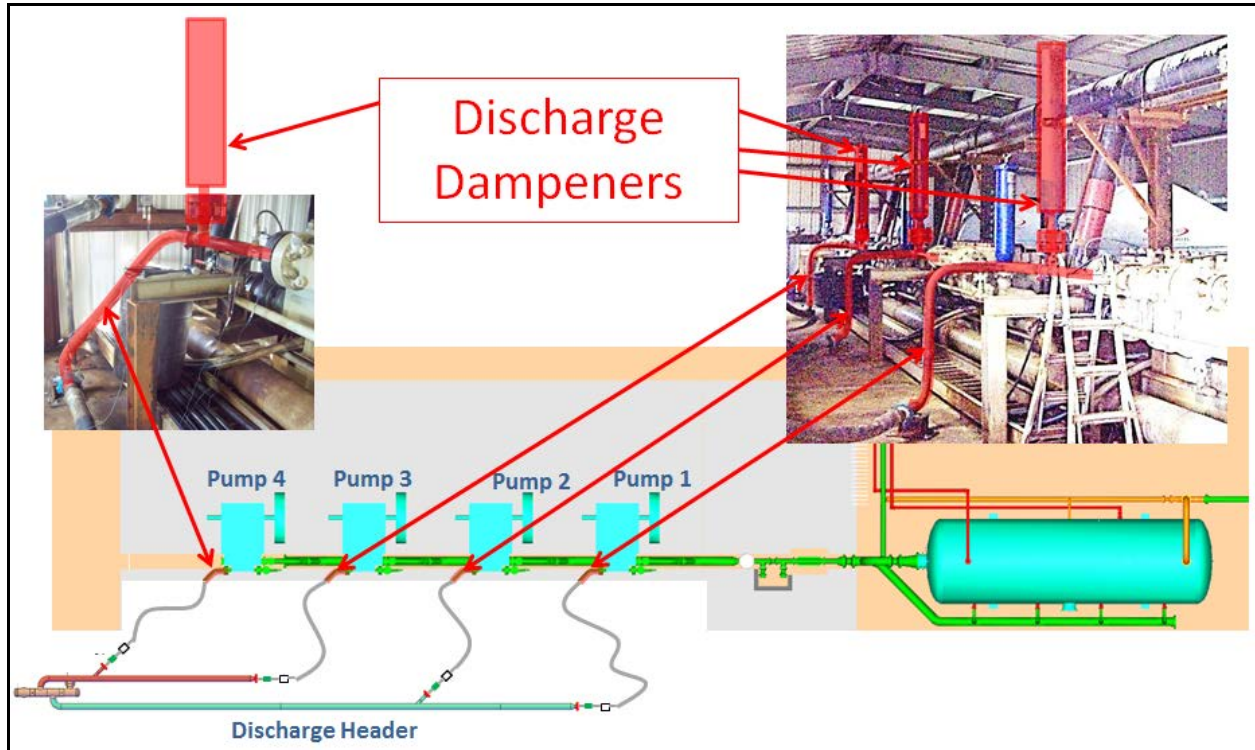 Discharge
Dampeners
Pump 4
Pump 3
Pump 2
Pump 1
Discharge Header